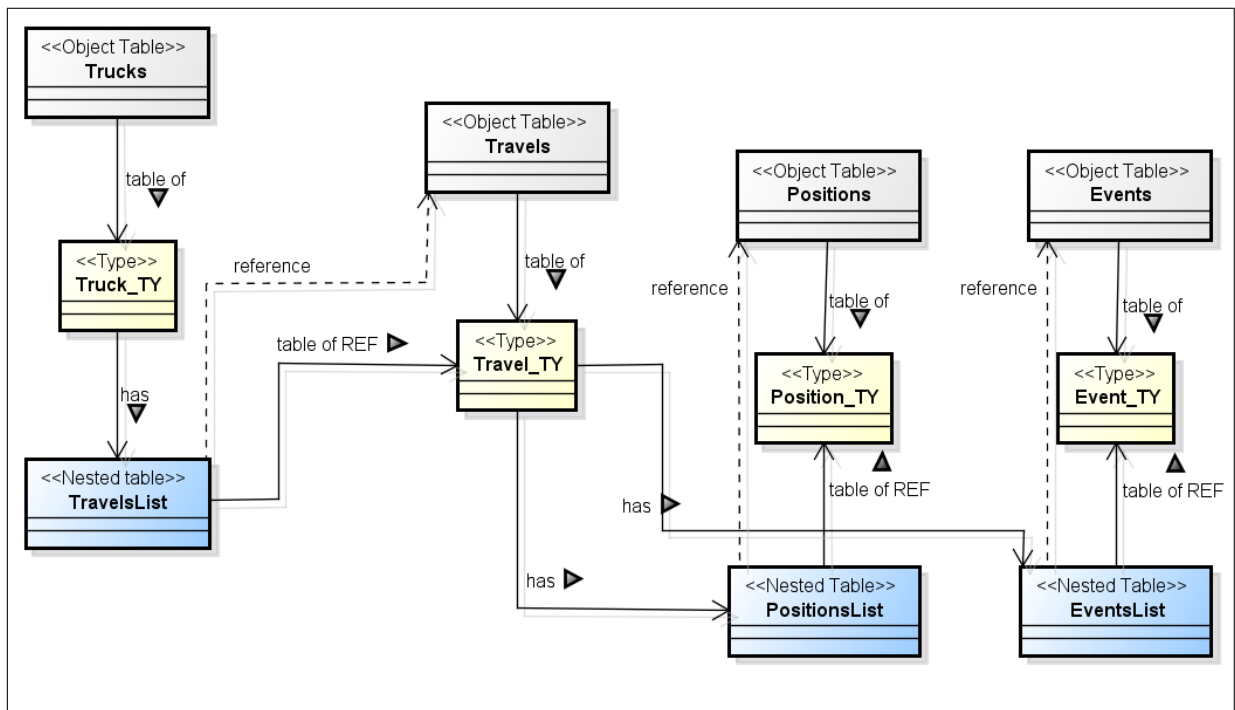 <<Object Table>>
Trucks
<<Object Table>>
Travels
<<Object Table>>
Positions
<<Object Table>>
Events
table of
<<Type>>
Truck_TY
reference
table of
reference
reference
table of
table of
table of REF
<<Type>>
Travel_TY
<<Type>>
Position_TY
<<Type>>
Event_TY
has
<<Nested table>>
TravelsList
table of REF
table of REF
has
has
<<Nested Table>>
PositionsList
<<Nested Table>>
EventsList